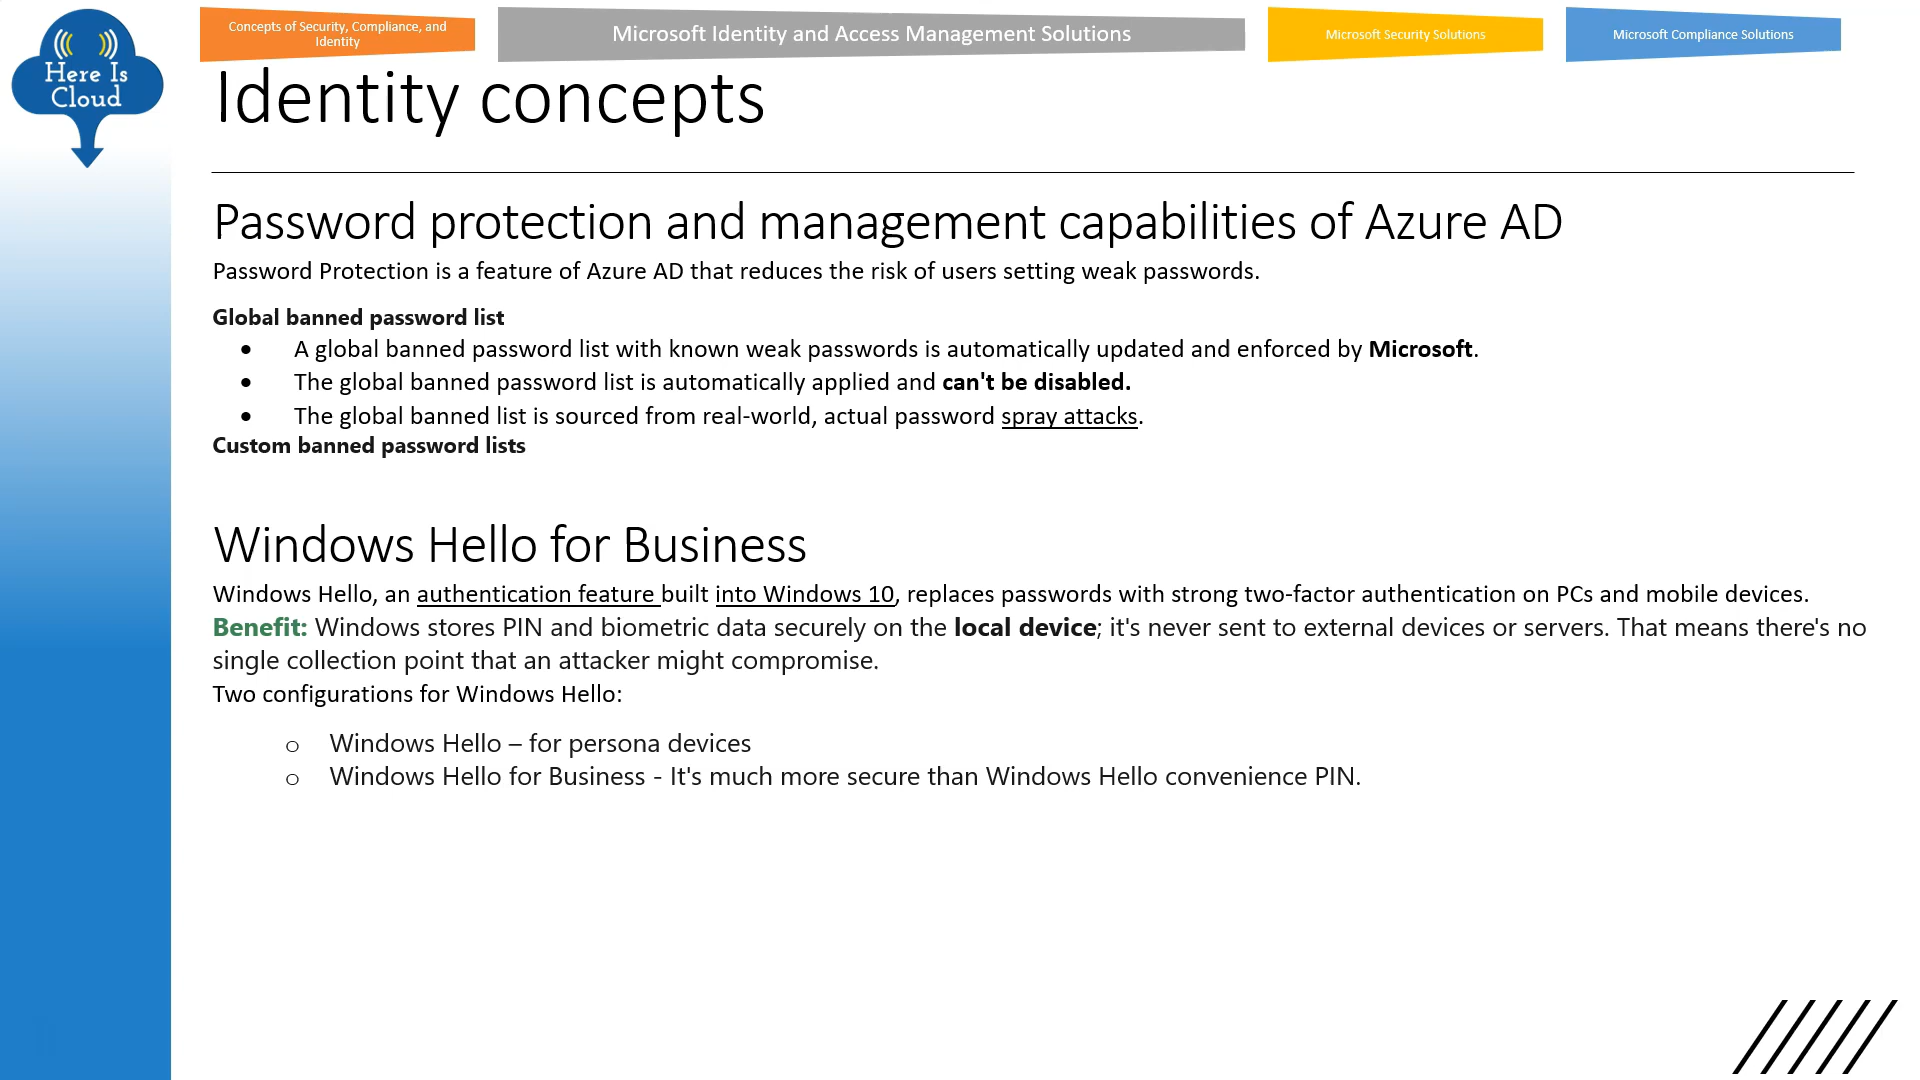 Here Is
Cloud
Concepts of Security, Compliance, and
Identity
Microsoft Identity and Access Management Solutions
Microsoft Security Solutions
Microsoft Compliance Solutions
Identity concepts
Password protection and management capabilities of Azure AD
Password Protection is a feature of Azure AD that reduces the risk of users setting weak passwords.
Global banned password list
• A global banned password list with known weak passwords is automatically updated and enforced by Microsoft.
• The global banned password list is automatically applied and can't be disabled.
• The global banned list is sourced from real-world, actual password spray attacks.
Custom banned password lists
Windows Hello for Business
Windows Hello, an authentication feature built into Windows 10, replaces passwords with strong two-factor authentication on PCs and mobile devices.
Benefit: Windows stores PIN and biometric data securely on the local device; it's never sent to external devices or servers. That means there's no
single collection point that an attacker might compromise.
Two configurations for Windows Hello:
o Windows Hello – for persona devices
o Windows Hello for Business - It's much more secure than Windows Hello convenience PIN.